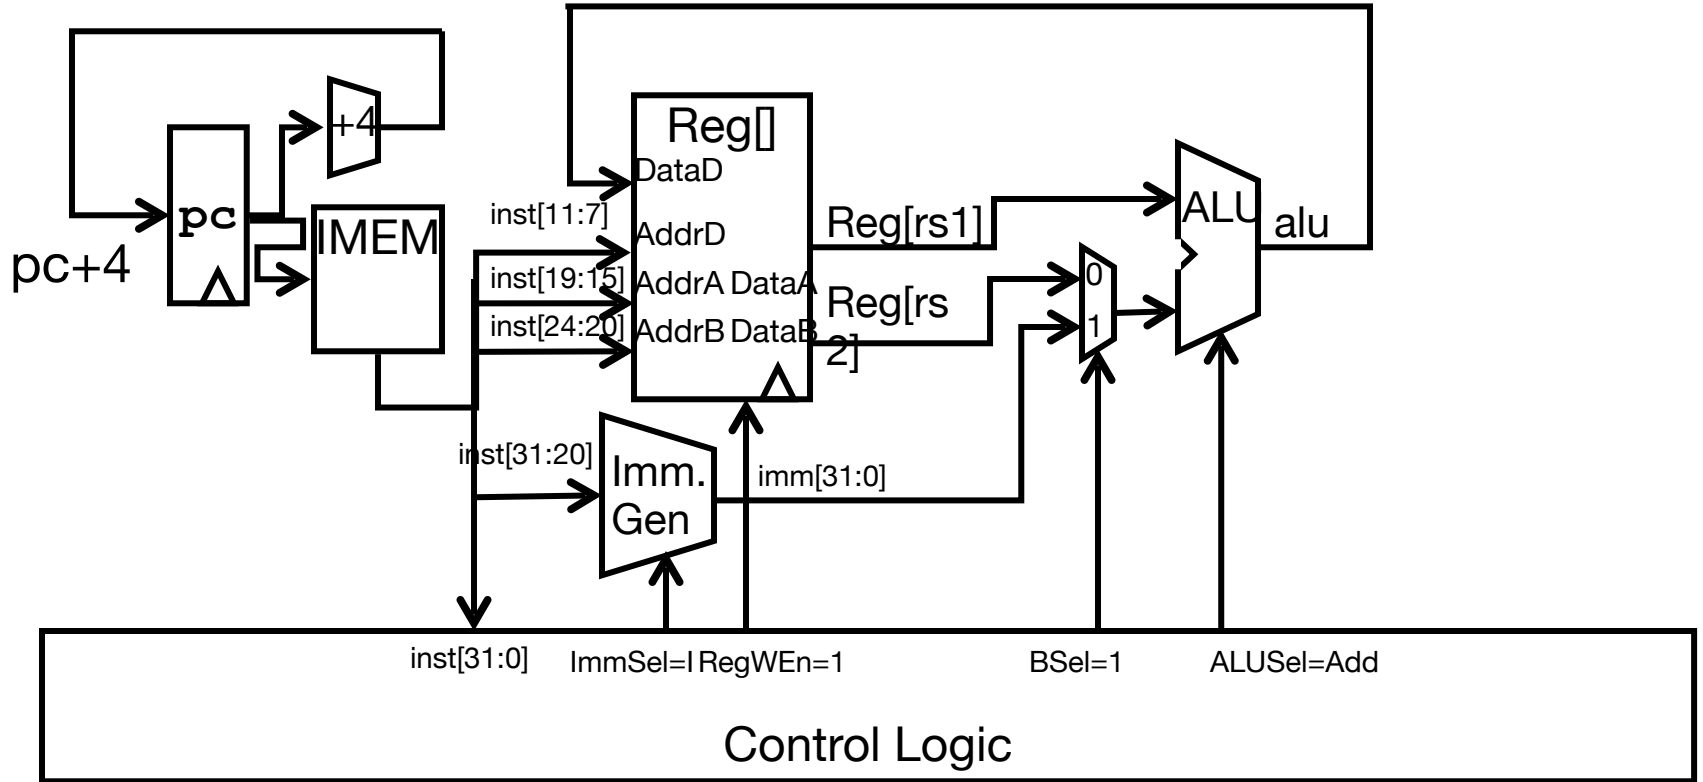 +4
pc
pc+4
IMEM
inst[11:7]
inst[19:15]
inst[24:20]
Reg[]
DataD
AddrD
AddrA DataA
AddrB DataB
Reg[rs1]
Reg[rs
2]
0
1
ALU
alu
inst[31:20]
Imm.
Gen
imm[31:0]
inst[31:0]
ImmSel=I
RegWEn=1
BSel=1
ALUSel=Add
Control Logic